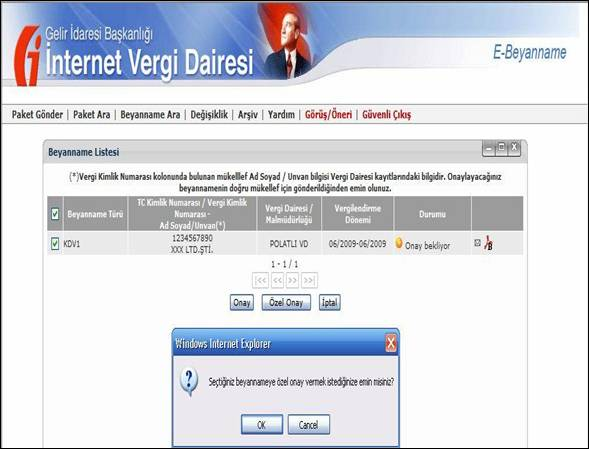 Gelir İdaresi Başkanlığı
İnternet Vergi Dairesi
E-Beyanname
Paket Gönder | Paket Ara | Beyanname Ara | Değişiklik | Arşiv | Yardım | Görüş/Öneri | Güvenli Çıkış
Beyanname Listesi
(*)Vergi Kimlik Numarası kolonunda bulunan mükelllef Ad Soyad / Unvan bilgisi Vergi Dairesi kayıtlarındaki bilgidir. Onaylayacağınız
beyannamenin doğru mükellef için gönderildiğinden emin olunuz.
Beyanname Türü
TC Kimlik Numarası / Vergi Kimlik
Numarası -
Ad Soyad/Unvan(*)
Vergi Dairesi /
Malmüdürlüğü
Vergilendirme
Dönemi
Durumu
KDV1
1234567890
XXX LTD.ŞTİ.
POLATLI VD
06/2009-06/2009
Onay bekliyor
1 - 1 / 1
|<< << >> >>|
Onay Özel Onay İptal
Windows Internet Explorer
Seçtiğiniz beyannameye özel onay vermek istediğinize emin misiniz?
OK Cancel